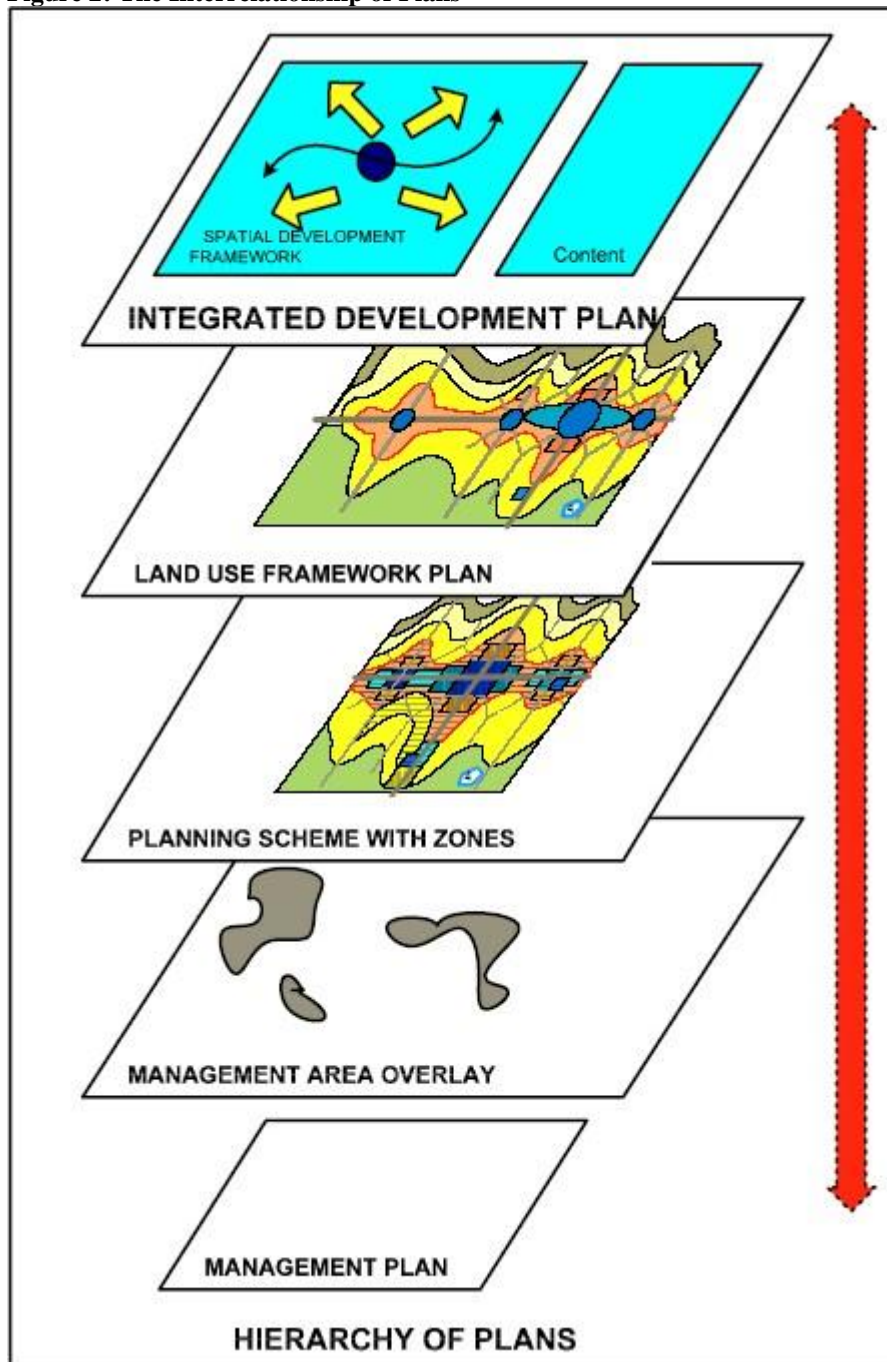 Figure 2: The Interrelationship of Plans
SPATIAL DEVELOPMENT
FRAMEWORK
Content
INTEGRATED DEVELOPMENT PLAN
LAND USE FRAMEWORK PLAN
PLANNING SCHEME WITH ZONES
MANAGEMENT AREA OVERLAY
MANAGEMENT PLAN
HIERARCHY OF PLANS